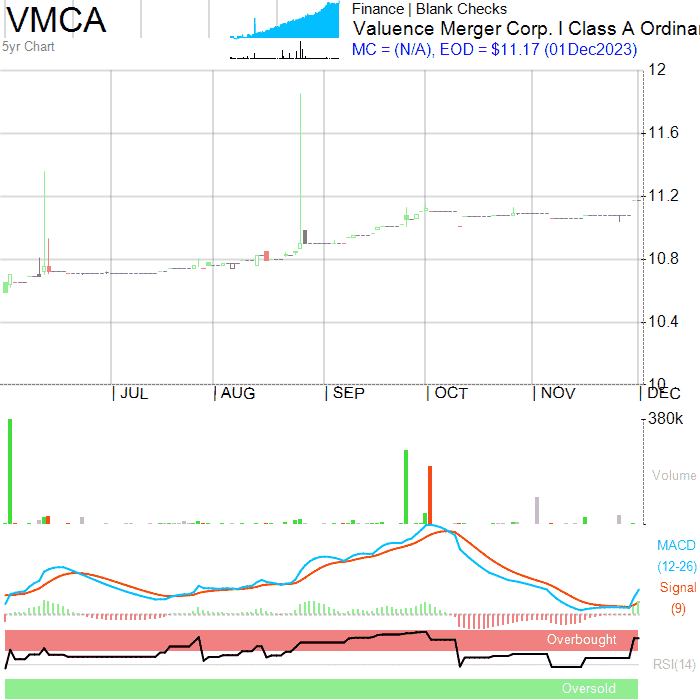 VMCA
5yr Chart
Finance | Blank Checks
Valuence Merger Corp. I Class A Ordinar
MC = (N/A), EOD = $11.17 (01Dec2023)
12
11.6
11.2
10.8
10.4
10
JUL AUG SEP OCT NOV DEC
380k
Volume
MACD
(12-26)
Signal
(9)
Overbought
RSI(14)
Oversold